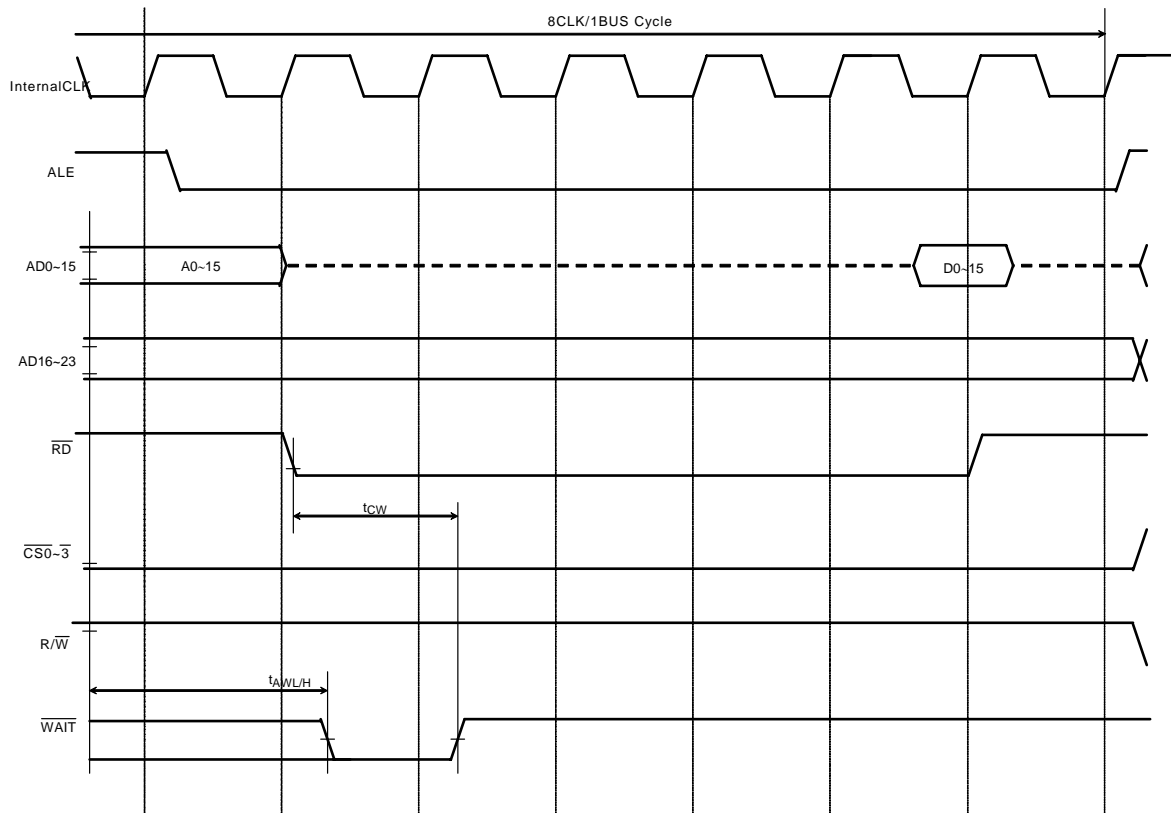 8CLK/1BUS Cycle
InternalCLK
ALE
AD0~15
A0~15
D0~15
AD16~23
RD
tCW
CS0~3
R/W
tAWL/H
WAIT